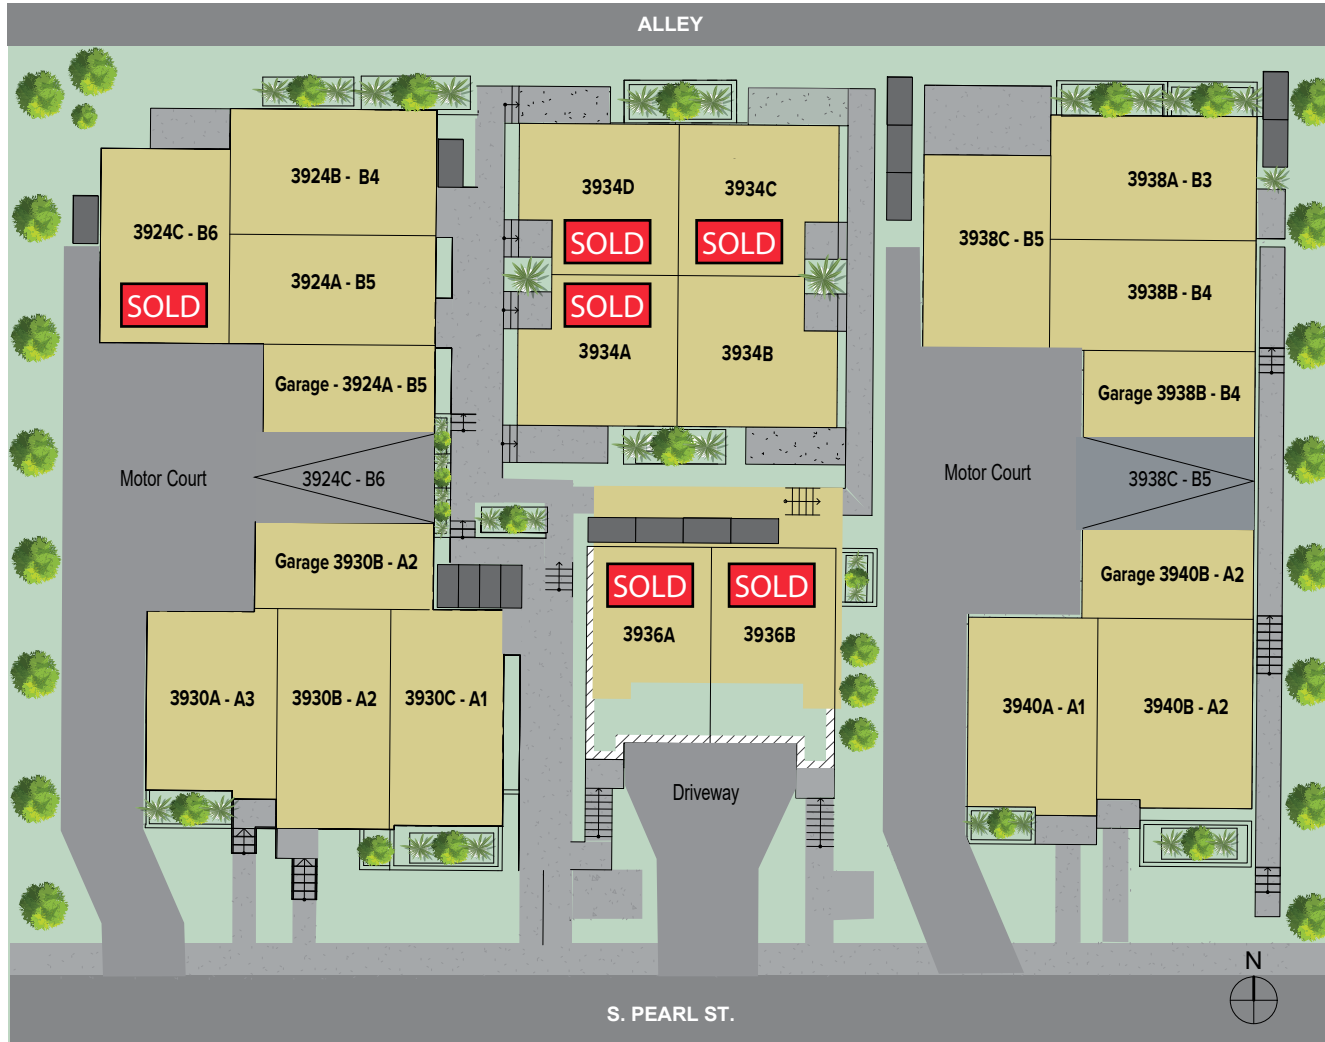 ALLEY
3924B - B4
3924C - B6
SOLD
3924A - B5
Garage - 3924A - B5
Motor Court
3924C - B6
Garage 3930B - A2
3930A - A3
3930B - A2
3930C - A1
3934D
SOLD
3934C
SOLD
SOLD
3934A
3934B
SOLD
3936A
SOLD
3936B
Driveway
3938A - B3
3938C - B5
3938B - B4
Garage 3938B - B4
Motor Court
3938C - B5
Garage 3940B - A2
3940A - A1
3940B - A2
N
S. PEARL ST.